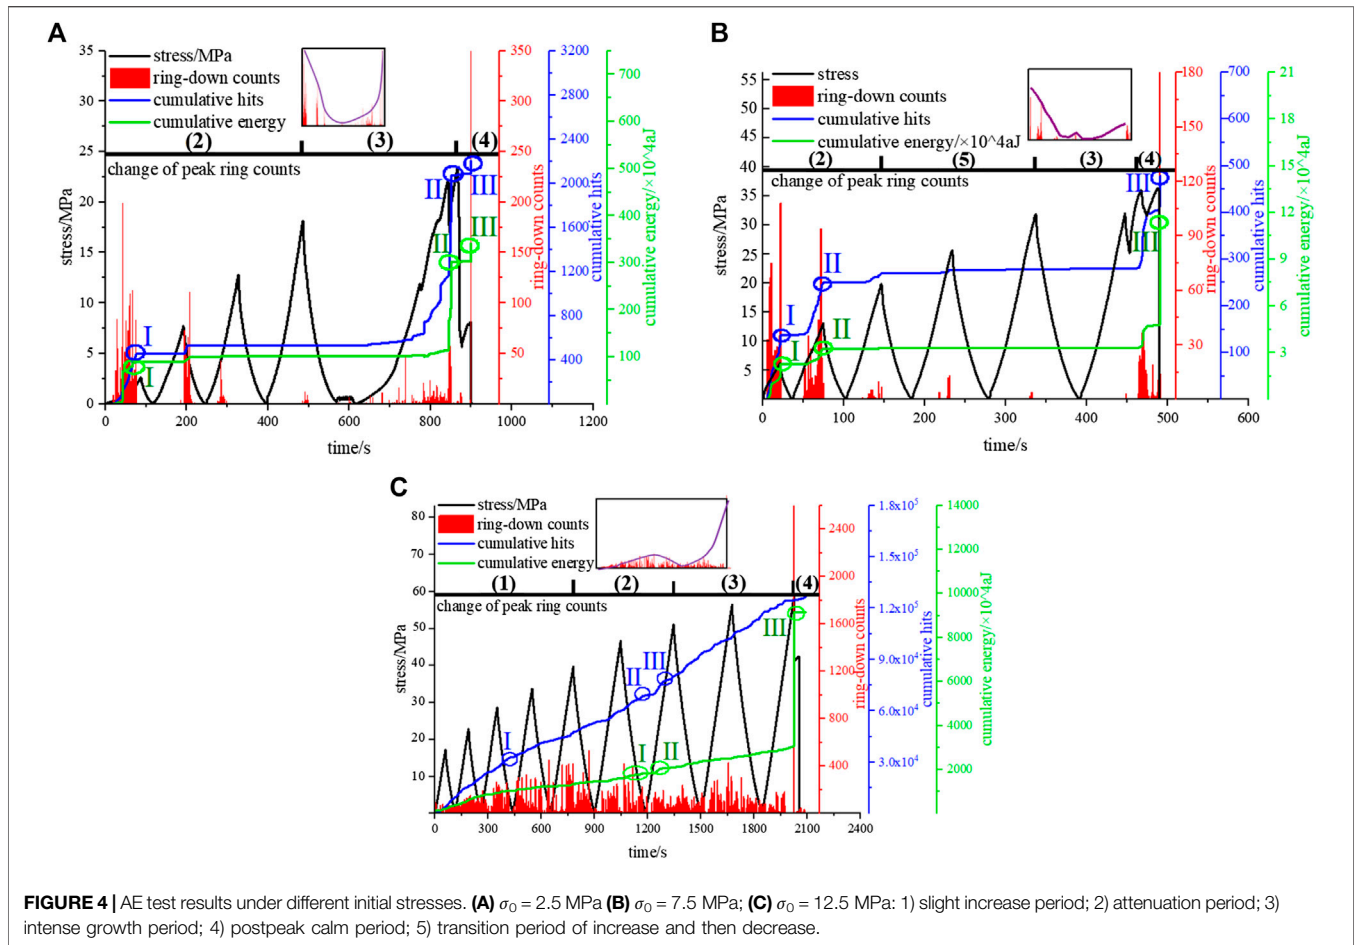 A
stress/MPa
ring-down counts
cumulative hits
cumulative energy
(2) (3) (4)
change of peak ring counts
I I II II III III
35
30
25
20
15
10
5
0
stress/MPa
0 200 400 600 800 1000 1200
time/s
350
300
250
200
150
100
50
0
ring-down counts
3200
2800
2400
2000
1600
1200
800
400
0
cumulative hits
700
600
500
400
300
200
100
0
cumulative energy/×10^4aJ
B
stress
ring-down counts
cumulative hits
cumulative energy/×10^4aJ
(2) (5) (3) (4)
change of peak ring counts
I I II II III III
55
50
45
40
35
30
25
20
15
10
5
stress/MPa
0 100 200 300 400 500 600
time/s
180
150
120
90
60
30
ring-down counts
700
600
500
400
300
200
100
0
cumulative hits
21
18
15
12
9
6
3
cumulative energy/×10^4aJ
C
stress/MPa
ring-down counts
cumulative hits
cumulative energy
(1) (2) (3) (4)
change of peak ring counts
I II III I II III
80
70
60
50
40
30
20
10
stress/MPa
0 300 600 900 1200 1500 1800 2100 2400
time/s
2400
2000
1600
1200
800
400
0
ring-down counts
1.8x10⁵
1.5x10⁵
1.2x10⁵
9.0x10⁴
6.0x10⁴
3.0x10⁴
0.0
cumulative hits
14000
12000
10000
8000
6000
4000
2000
cumulative energy/×10^4aJ
FIGURE 4 | AE test results under different initial stresses. (A) σ₀ = 2.5 MPa (B) σ₀ = 7.5 MPa; (C) σ₀ = 12.5 MPa: 1) slight increase period; 2) attenuation period; 3)
intense growth period; 4) postpeak calm period; 5) transition period of increase and then decrease.